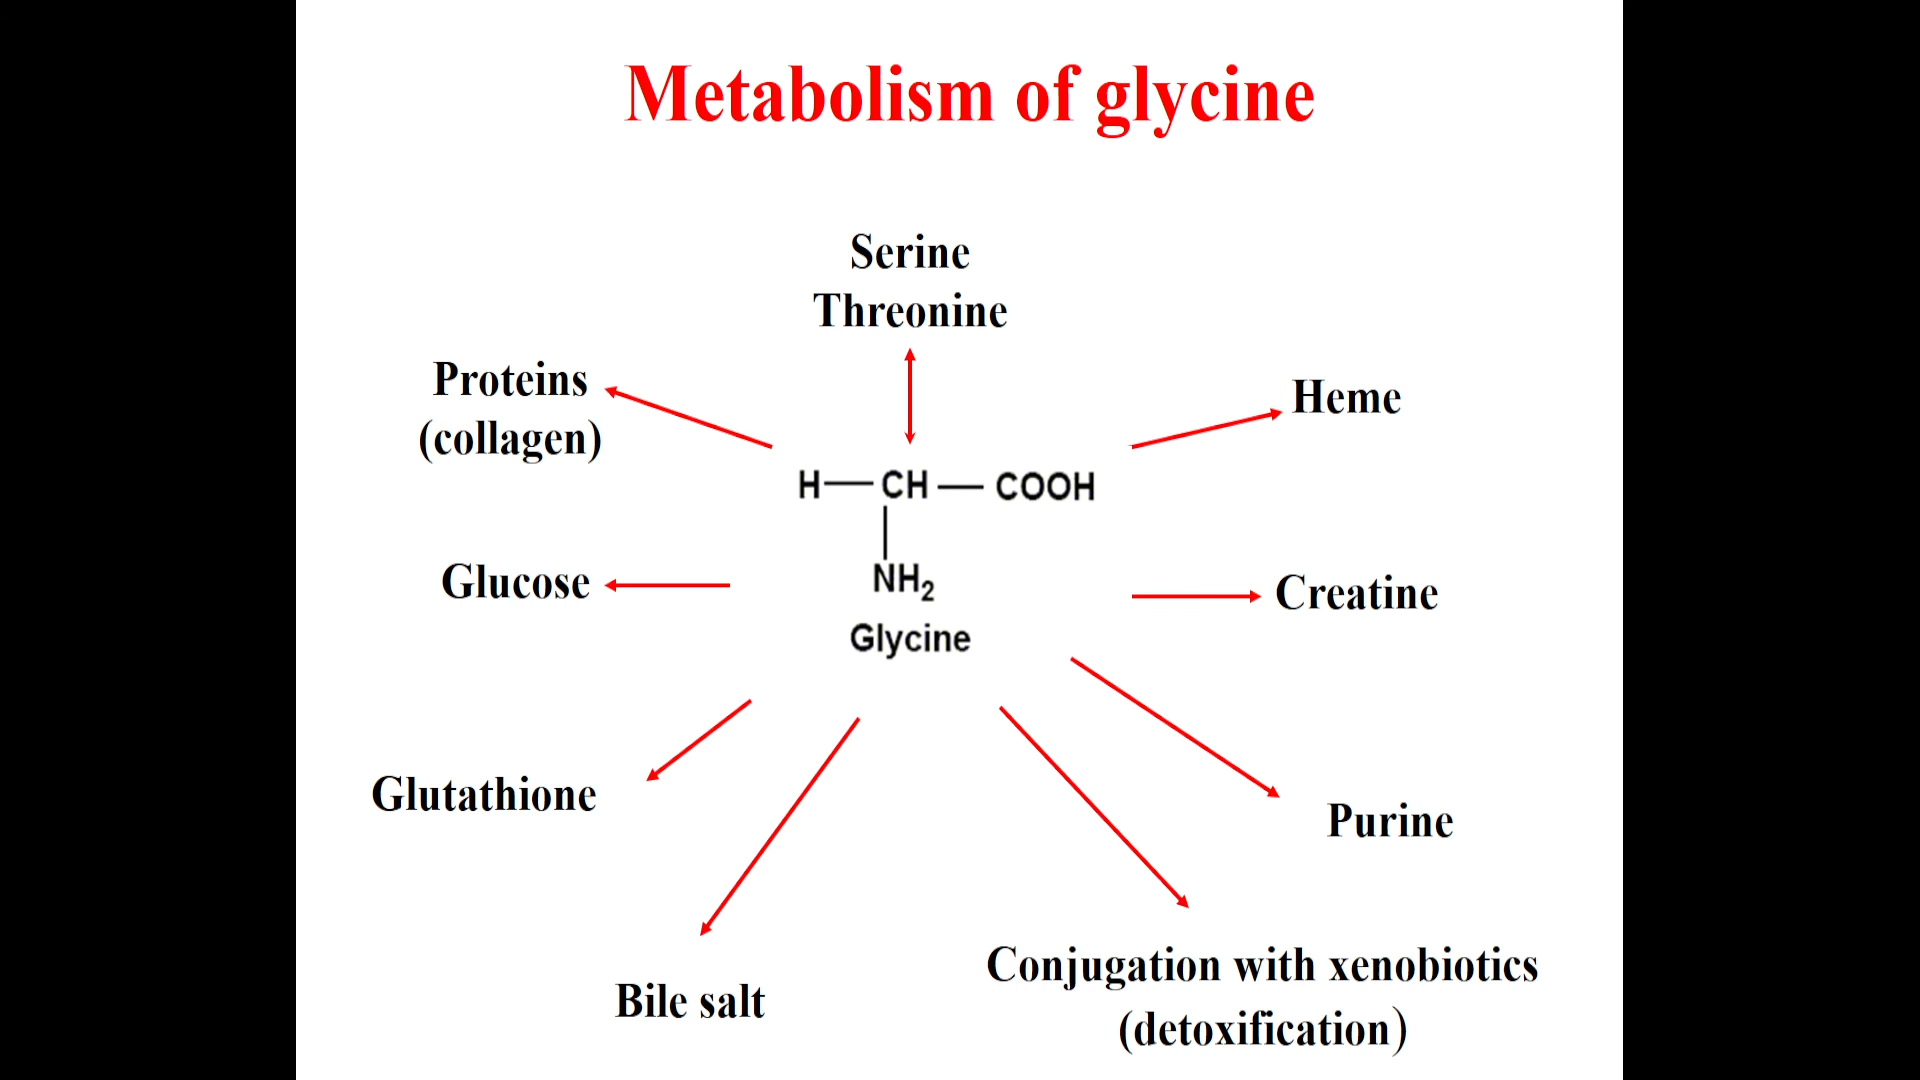 Metabolism of glycine
Serine
Threonine
Proteins
(collagen)
Heme
H—CH—COOH
NH₂
Glycine
Glucose
Creatine
Glutathione
Purine
Bile salt
Conjugation with xenobiotics
(detoxification)